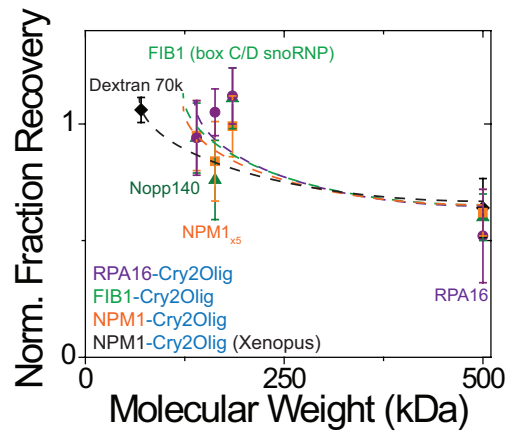 FIB1 (box C/D snoRNP)
Dextran 70k
1
Norm. Fraction Recovery
Nopp140
NPM1x5
RPA16-Cry2Olig
FIB1-Cry2Olig
NPM1-Cry2Olig
NPM1-Cry2Olig (Xenopus)
RPA16
0
0 250 500
Molecular Weight (kDa)